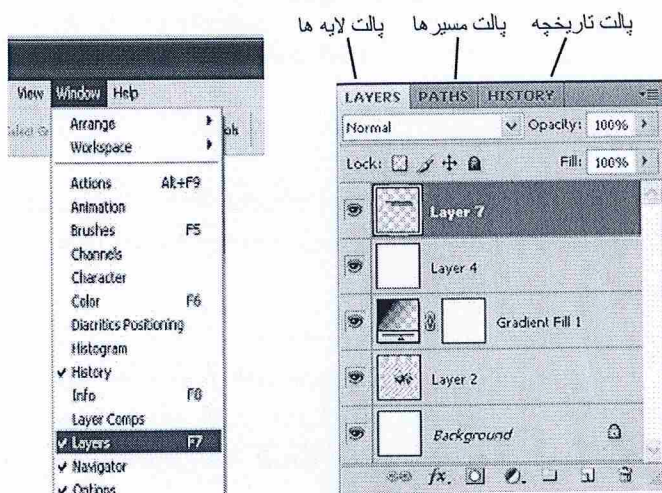 پالت تاریخچه
پالت مسیرها
پالت لایه ها
View Window Help
Arrange
Workspace
Actions Alt+F9
Animation
Brushes F5
Channels
Character
Color F6
Diacritics Positioning
Histogram
✓ History
Info F8
Layer Comps
✓ Layers F7
✓ Navigator
✓ Options
LAYERS PATHS HISTORY
Normal Opacity: 100%
Lock: Fill: 100%
Layer 7
Layer 4
Gradient Fill 1
Layer 2
Background
fx.